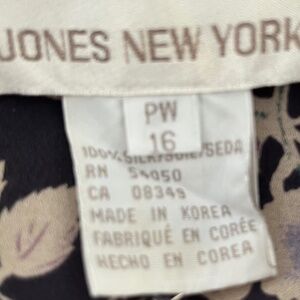 JONES NEW YORK
PW
16
100% SILK/SOIE/SEDA
RN 54050
CA 08349
MADE IN KOREA
FABRIQUÉ EN CORÉE
HECHO EN COREA